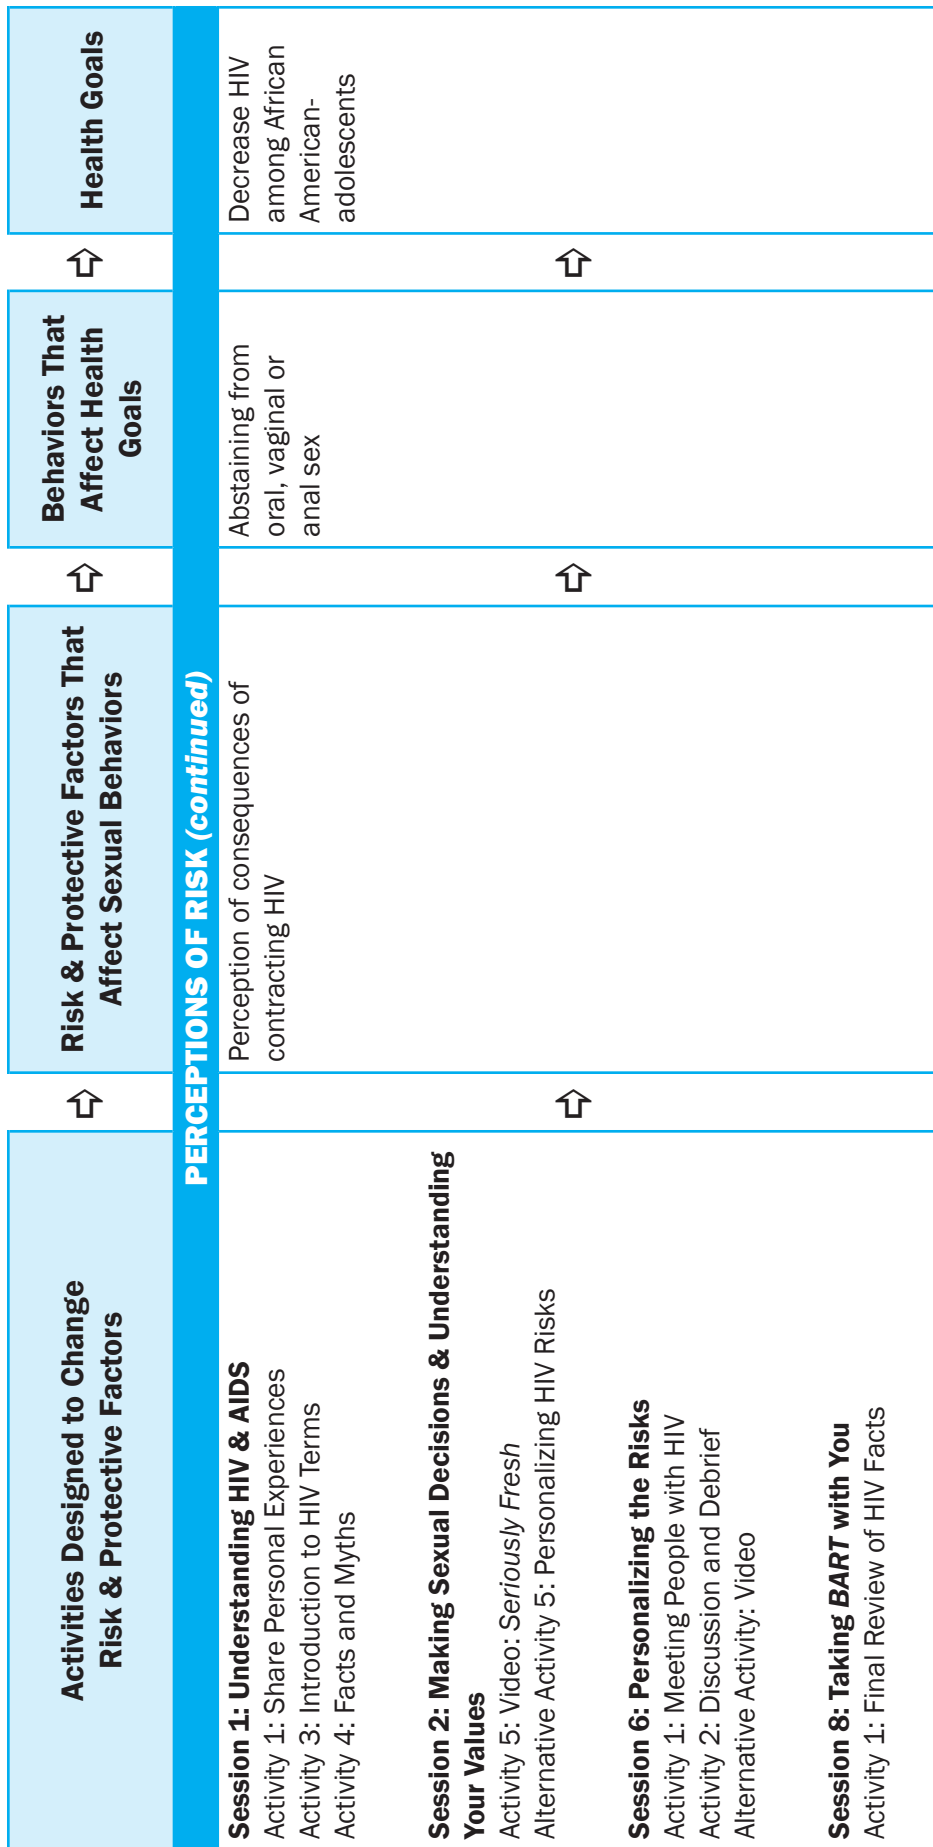 Activities Designed to Change
Risk & Protective Factors
Risk & Protective Factors That
Affect Sexual Behaviors
Behaviors That
Affect Health
Goals
Health Goals
PERCEPTIONS OF RISK (continued)
Session 1: Understanding HIV & AIDS
Activity 1: Share Personal Experiences
Activity 3: Introduction to HIV Terms
Activity 4: Facts and Myths
Session 2: Making Sexual Decisions & Understanding
Your Values
Activity 5: Video: Seriously Fresh
Alternative Activity 5: Personalizing HIV Risks
Session 6: Personalizing the Risks
Activity 1: Meeting People with HIV
Activity 2: Discussion and Debrief
Alternative Activity: Video
Session 8: Taking BART with You
Activity 1: Final Review of HIV Facts
Perception of consequences of
contracting HIV
Abstaining from
oral, vaginal or
anal sex
Decrease HIV
among African
American-
adolescents